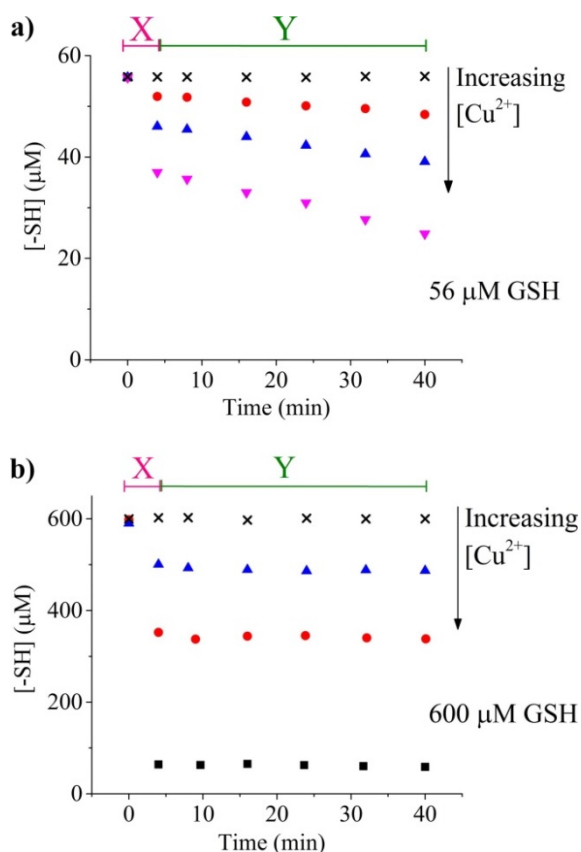 a)
X Y
60
40
20
0
[-SH] (μM)
Increasing
[Cu²⁺]
56 μM GSH
0 10 20 30 40
Time (min)
b)
X Y
600
400
200
0
[-SH] (μM)
Increasing
[Cu²⁺]
600 μM GSH
0 10 20 30 40
Time (min)